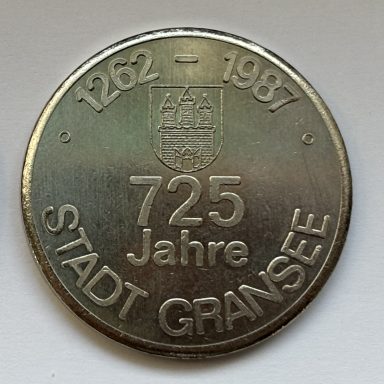 1262 - 1987
725
Jahre
STADT GRANSEE